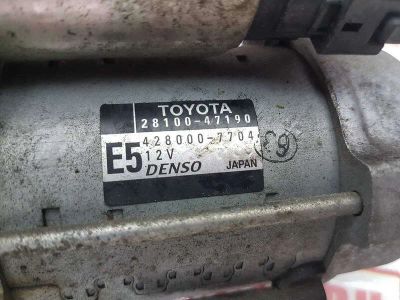 TOYOTA
28100-47190
428000-7704
E5 12V
DENSO JAPAN